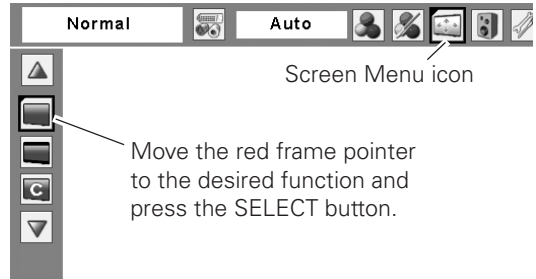 Normal Auto
Screen Menu icon
Move the red frame pointer
to the desired function and
C
press the SELECT button.